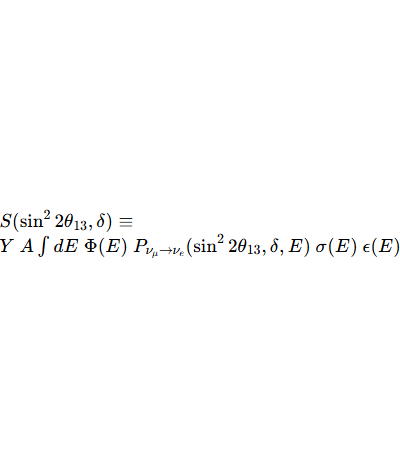 S(sin² 2θ₁₃, δ) ≡
Y A ∫ dE Φ(E) P_{ν_μ→ν_e}(sin² 2θ₁₃, δ, E) σ(E) ϵ(E)